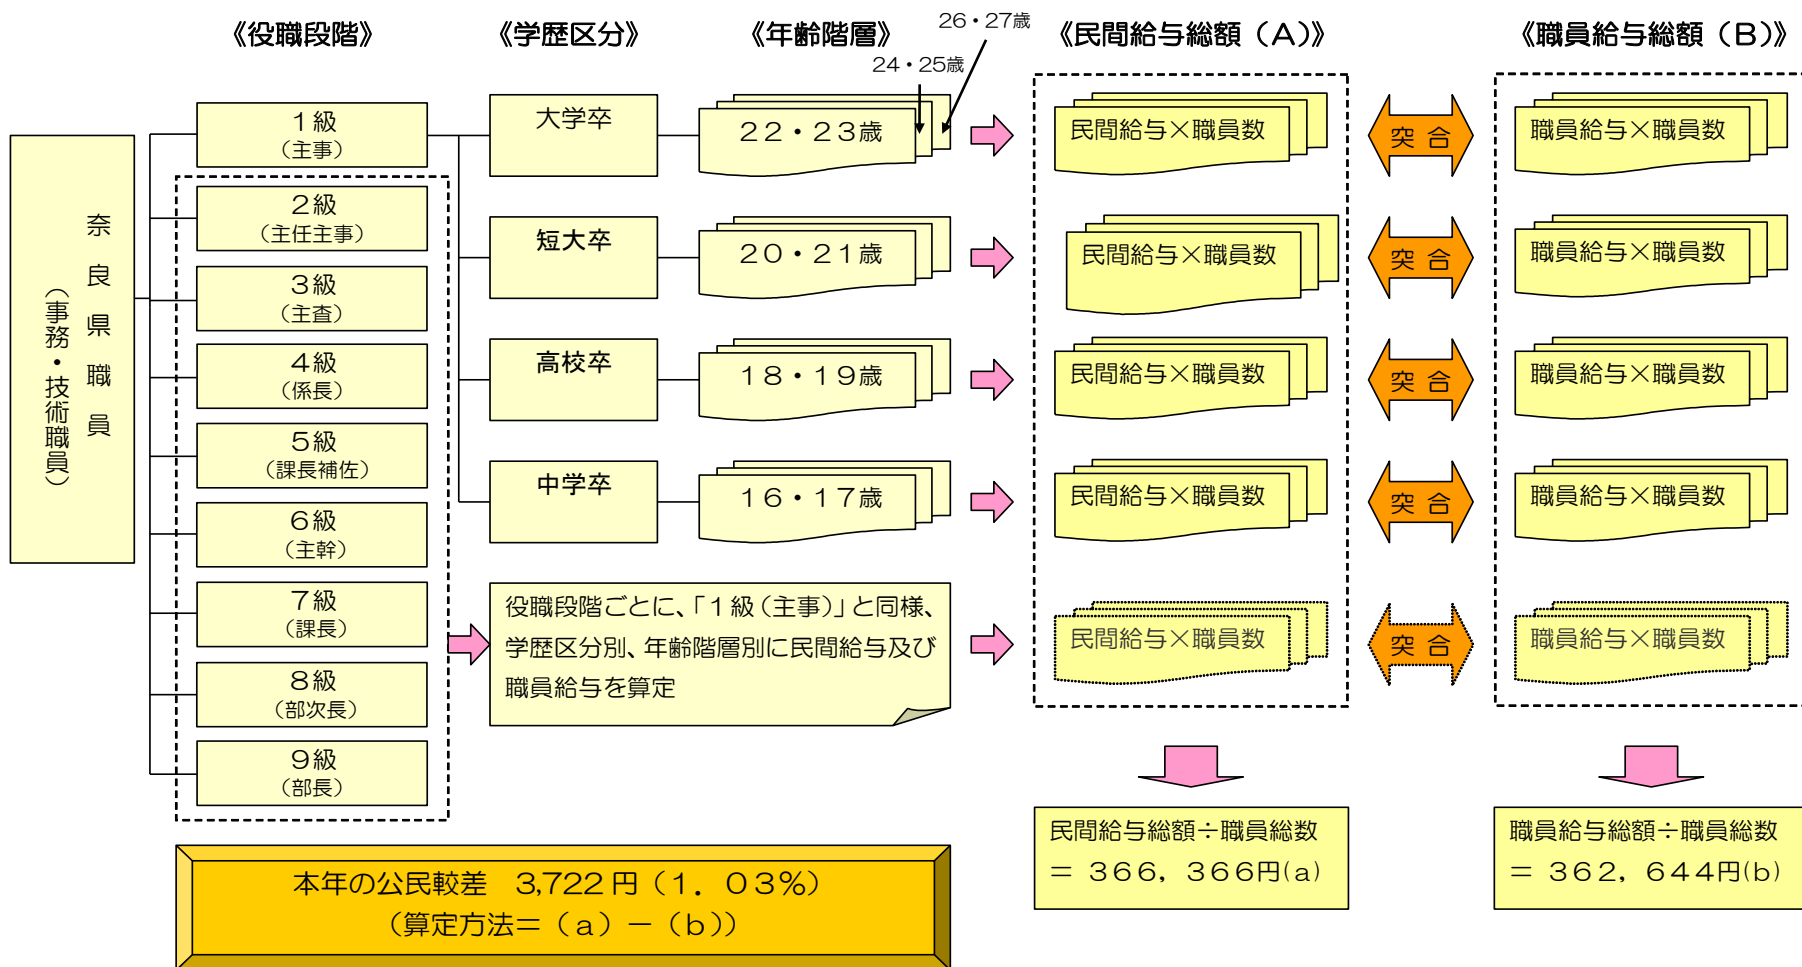 《役職段階》
《学歴区分》
《年齢階層》
26・27歳
24・25歳
《民間給与総額（A）》
《職員給与総額（B）》
奈良県職員
（事務・技術職員）
１級
（主事）
２級
（主任主事）
３級
（主査）
４級
（係長）
５級
（課長補佐）
６級
（主幹）
７級
（課長）
８級
（部次長）
９級
（部長）
大学卒
２２・２３歳
民間給与×職員数
突 合
職員給与×職員数
短大卒
２０・２１歳
民間給与×職員数
突 合
職員給与×職員数
高校卒
１８・１９歳
民間給与×職員数
突 合
職員給与×職員数
中学卒
１６・１７歳
民間給与×職員数
突 合
職員給与×職員数
役職段階ごとに、「１級（主事）」と同様、
学歴区分別、年齢階層別に民間給与及び
職員給与を算定
民間給与×職員数
突 合
職員給与×職員数
民間給与総額÷職員総数
＝ ３６６，３６６円(a)
職員給与総額÷職員総数
＝ ３６２，６４４円(b)
本年の公民較差　3,722 円（１．０３％）
（算定方法＝（ａ）－（ｂ））